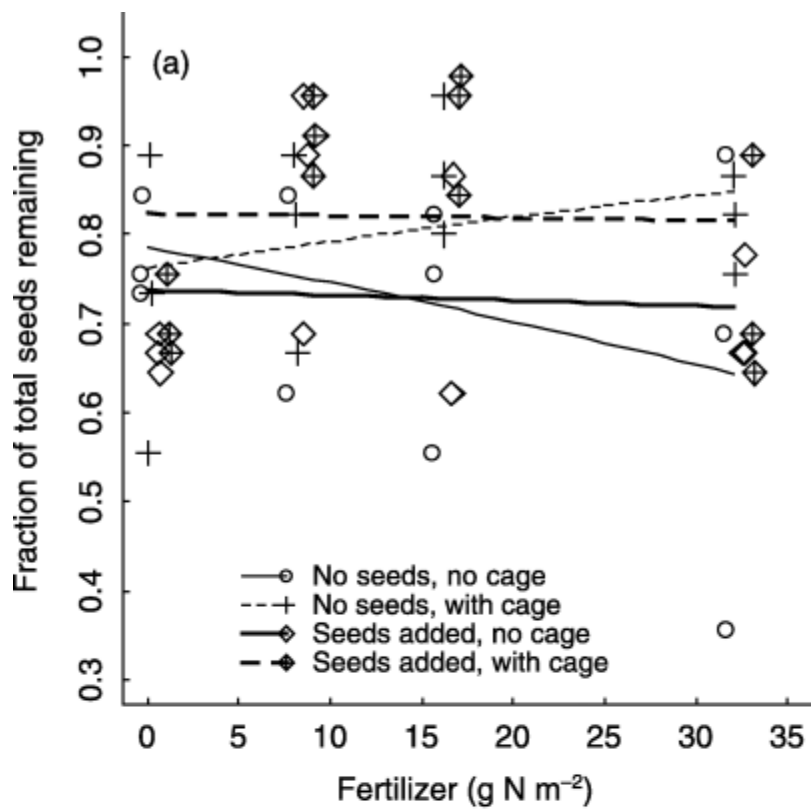 (a)
Fraction of total seeds remaining
1.0
0.9
0.8
0.7
0.6
0.5
0.4
0.3
No seeds, no cage
No seeds, with cage
Seeds added, no cage
Seeds added, with cage
0 5 10 15 20 25 30 35
Fertilizer (g N m⁻²)